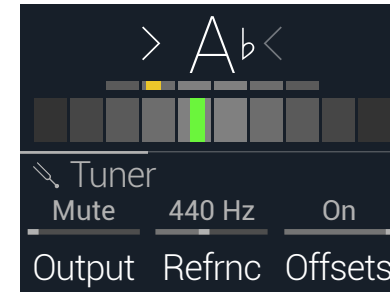 > A♭ <
Tuner
Mute 440 Hz On
Output Refrnc Offsets